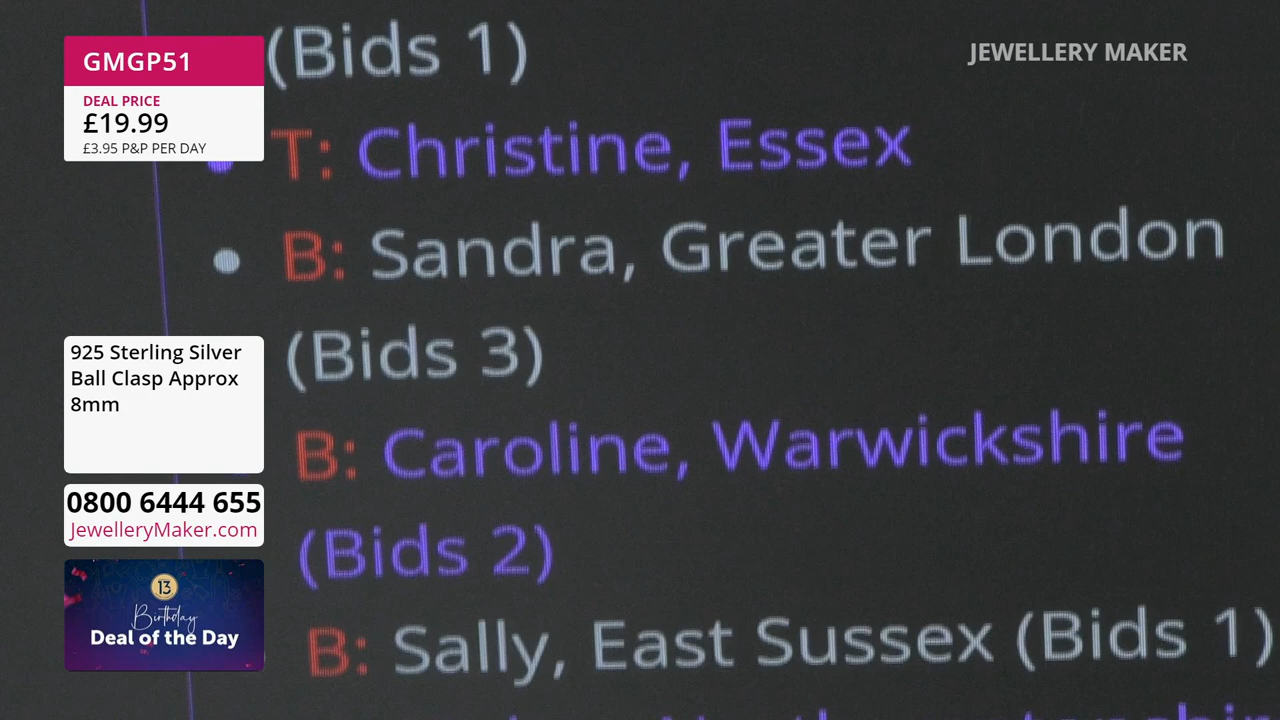 GMGP51
DEAL PRICE
£19.99
£3.95 P&P PER DAY
925 Sterling Silver
Ball Clasp Approx
8mm
0800 6444 655
JewelleryMaker.com
13
Birthday
Deal of the Day
JEWELLERY MAKER
(Bids 1)
T: Christine, Essex
B: Sandra, Greater London
(Bids 3)
B: Caroline, Warwickshire
(Bids 2)
B: Sally, East Sussex (Bids 1)